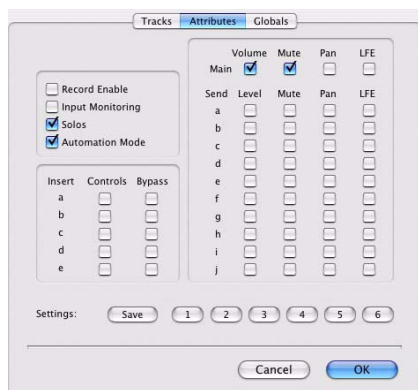 Tracks Attributes Globals
Record Enable
Input Monitoring
Solos
Automation Mode
Insert Controls Bypass
a
b
c
d
e
Volume Mute Pan LFE
Main
Send Level Mute Pan LFE
a
b
c
d
e
f
g
h
i
j
Settings: Save 1 2 3 4 5 6
Cancel OK